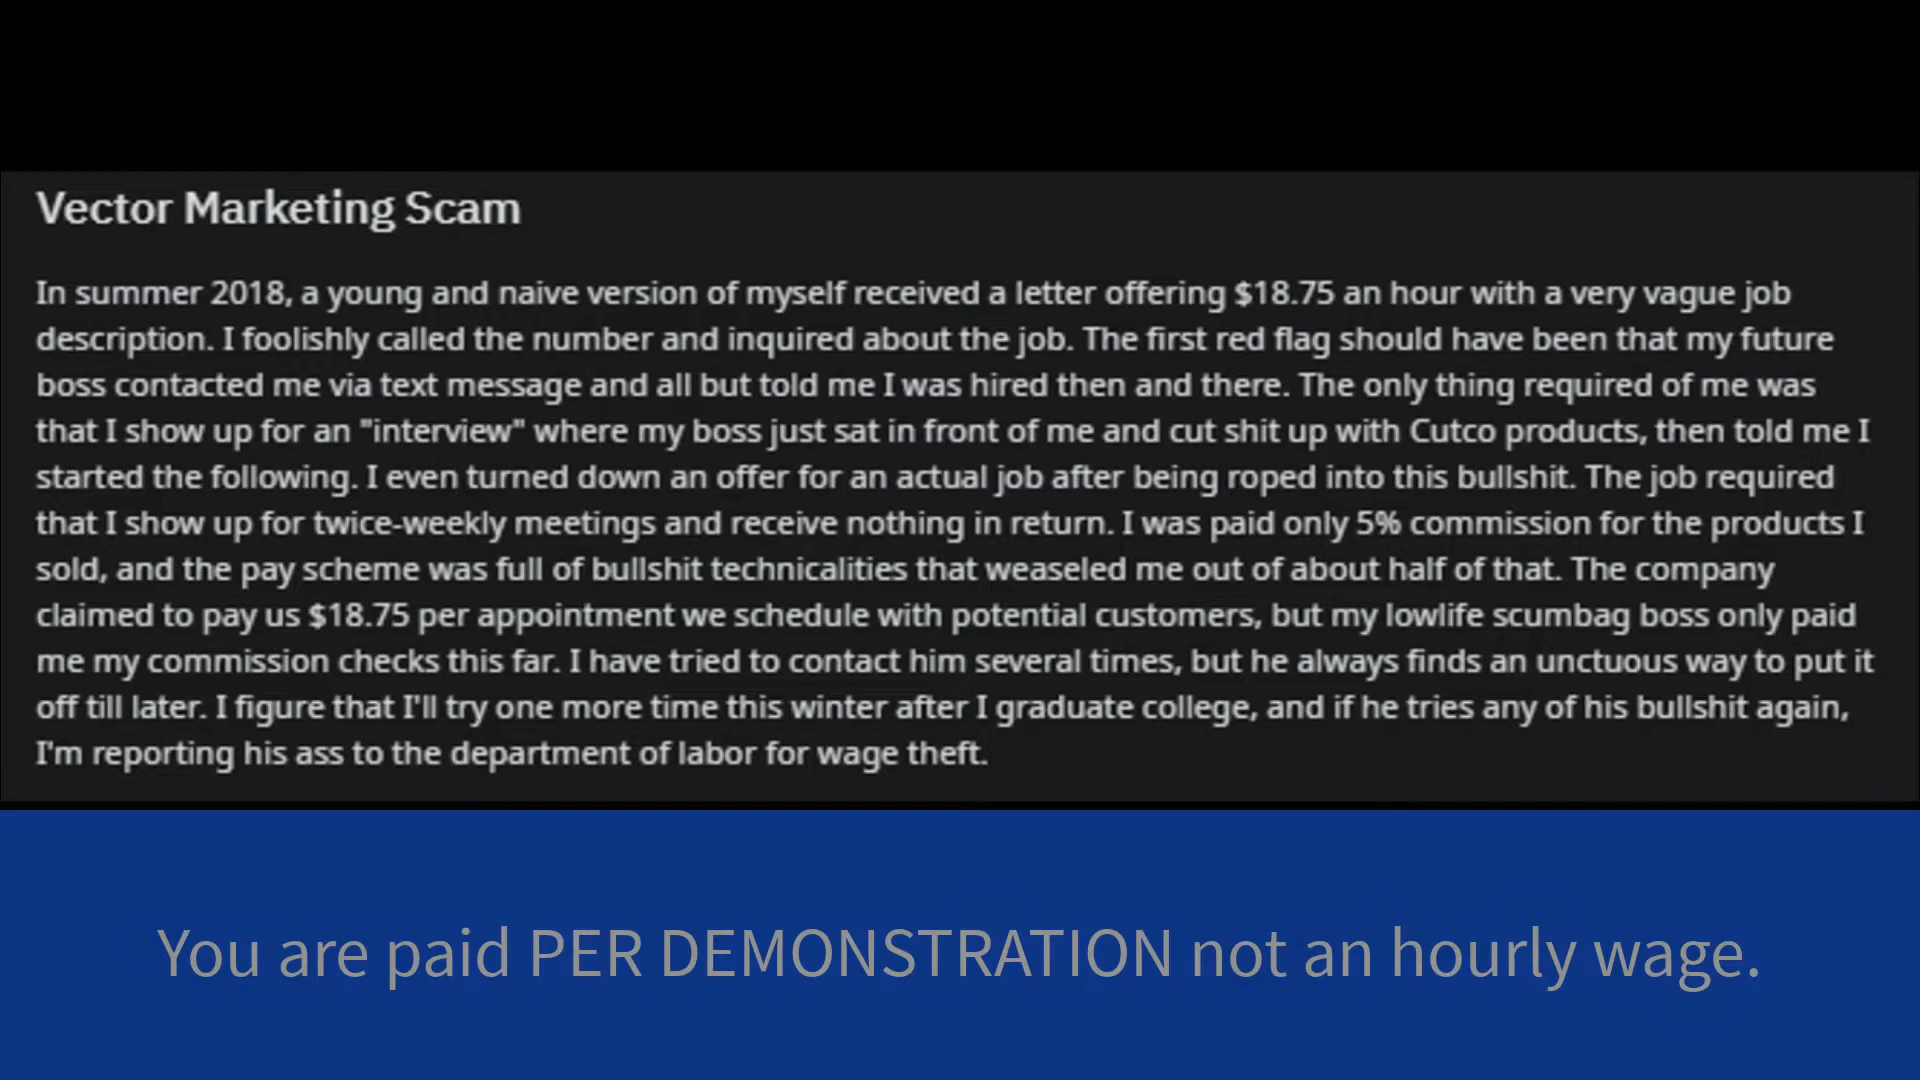 Vector Marketing Scam
In summer 2018, a young and naive version of myself received a letter offering $18.75 an hour with a very vague job
description. I foolishly called the number and inquired about the job. The first red flag should have been that my future
boss contacted me via text message and all but told me I was hired then and there. The only thing required of me was
that I show up for an "interview" where my boss just sat in front of me and cut shit up with Cutco products, then told me I
started the following. I even turned down an offer for an actual job after being roped into this bullshit. The job required
that I show up for twice-weekly meetings and receive nothing in return. I was paid only 5% commission for the products I
sold, and the pay scheme was full of bullshit technicalities that weaseled me out of about half of that. The company
claimed to pay us $18.75 per appointment we schedule with potential customers, but my lowlife scumbag boss only paid
me my commission checks this far. I have tried to contact him several times, but he always finds an unctuous way to put it
off till later. I figure that I'll try one more time this winter after I graduate college, and if he tries any of his bullshit again,
I'm reporting his ass to the department of labor for wage theft.
You are paid PER DEMONSTRATION not an hourly wage.